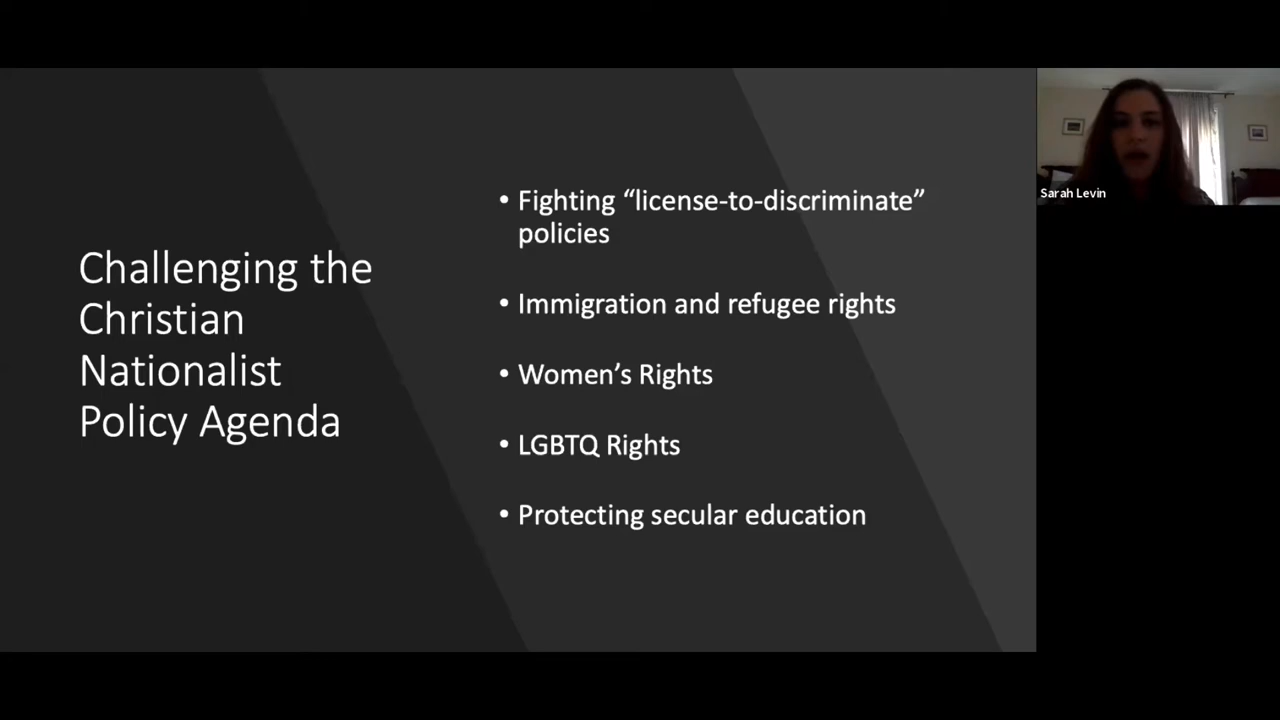 Challenging the
Christian
Nationalist
Policy Agenda
• Fighting “license-to-discriminate”
policies
• Immigration and refugee rights
• Women’s Rights
• LGBTQ Rights
• Protecting secular education
Sarah Levin